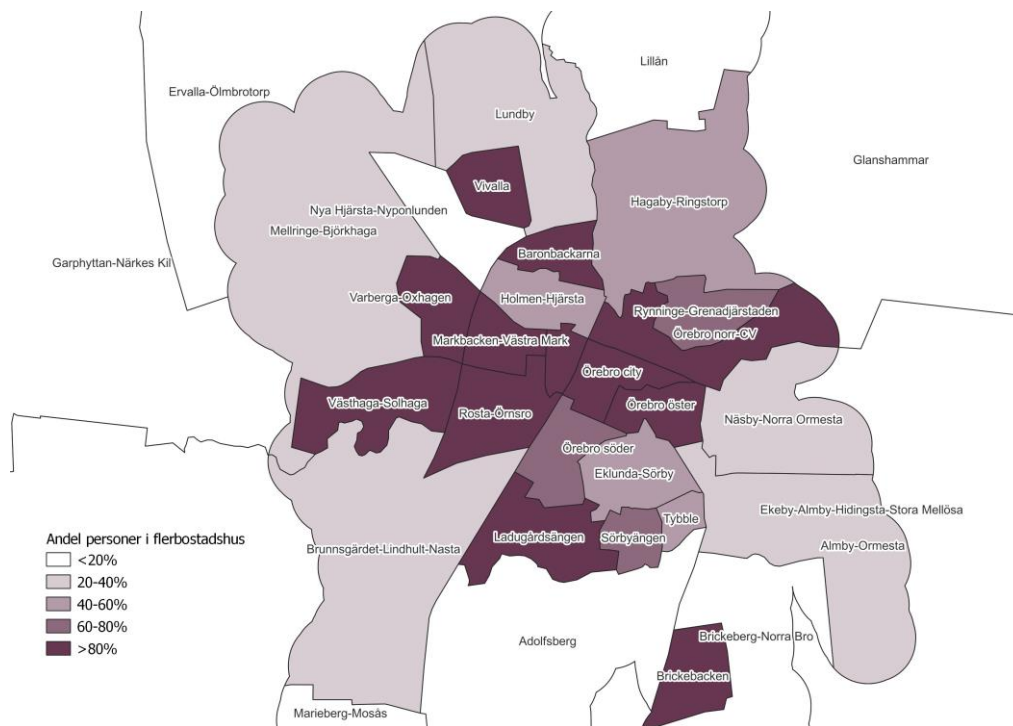 Lillån
Ervalla-Ölmbrotorp
Lundby
Glanshammar
Vivalla
Hagaby-Ringstorp
Nya Hjärsta-Nyponlunden
Mellringe-Björkhaga
Baronbackarna
Garphyttan-Närkes Kil
Varberga-Oxhagen
Holmen-Hjärsta
Rynninge-Grenadjärstaden
Örebro norr-CV
Markbacken-Västra Mark
Örebro city
Västhaga-Solhaga
Rosta-Örnsro
Örebro öster
Näsby-Norra Ormesta
Örebro söder
Eklunda-Sörby
Ekeby-Almby-Hidingsta-Stora Mellösa
Tybble
Ladugårdsängen
Sörbyängen
Almby-Ormesta
Brunnsgärdet-Lindhult-Nasta
Adolfsberg
Brickeberg-Norra Bro
Brickebacken
Marieberg-Mosås
Andel personer i flerbostadshus
<20%
20-40%
40-60%
60-80%
>80%